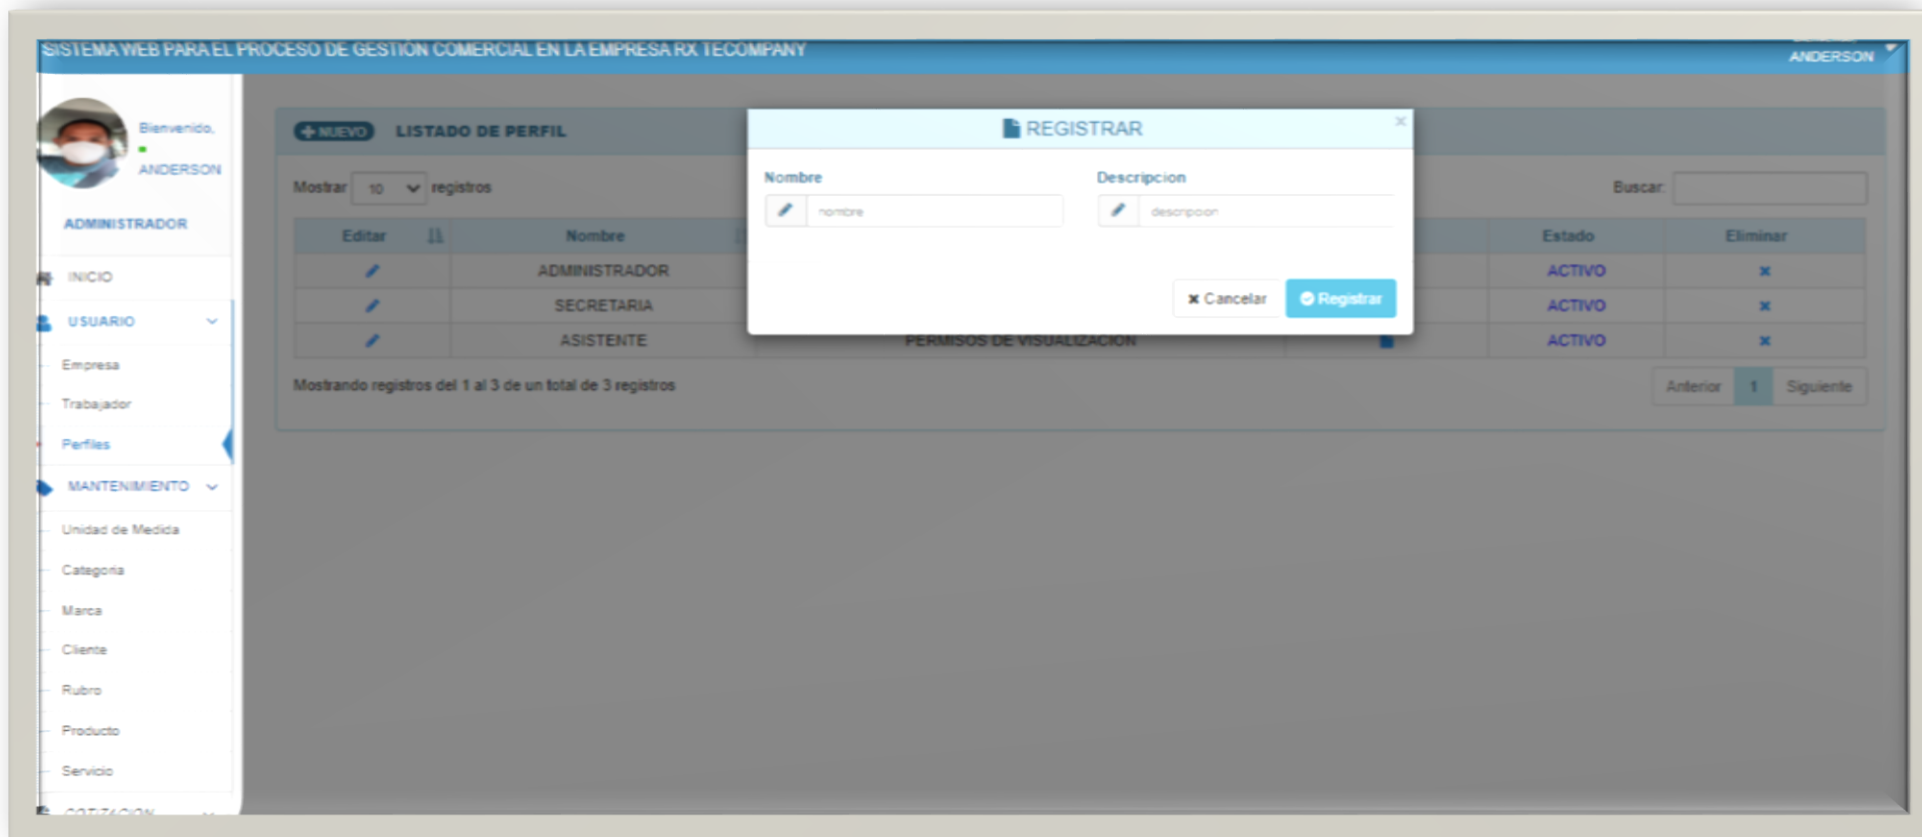 SISTEMA WEB PARA EL PROCESO DE GESTIÓN COMERCIAL EN LA EMPRESA RX TECOMPANY
ANDERSON
Bienvenido,
ANDERSON
ADMINISTRADOR
INICIO
USUARIO
Empresa
Trabajador
Perfiles
MANTENIMIENTO
Unidad de Medida
Categoria
Marca
Cliente
Rubro
Producto
Servicio
COTIZACION
NUEVO LISTADO DE PERFIL
Mostrar 10 registros
Buscar:
Editar Nombre Estado Eliminar
ADMINISTRADOR ACTIVO
SECRETARIA ACTIVO
ASISTENTE PERMISOS DE VISUALIZACION ACTIVO
Mostrando registros del 1 al 3 de un total de 3 registros
Anterior 1 Siguiente
REGISTRAR
Nombre Descripcion
nombre descripcion
Cancelar Registrar